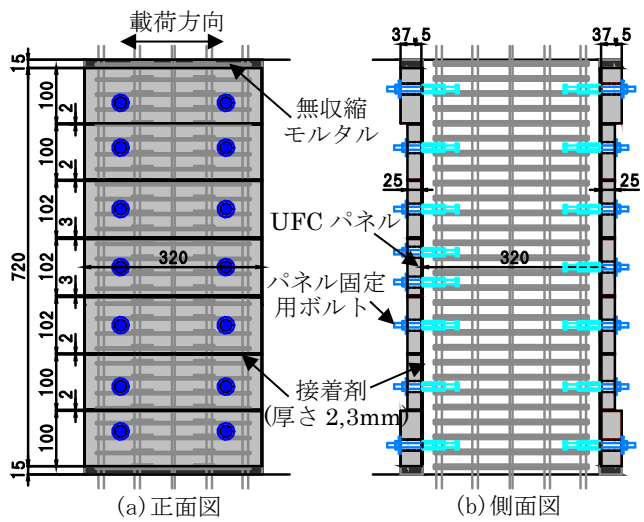 載荷方向
37.5
37.5
15
100
2
無収縮
モルタル
100
2
102
3
25
25
UFC パネル
720
102
320
320
3
パネル固定
用ボルト
102
2
100
2
接着剤
(厚さ 2,3mm)
100
15
(a) 正面図
(b) 側面図